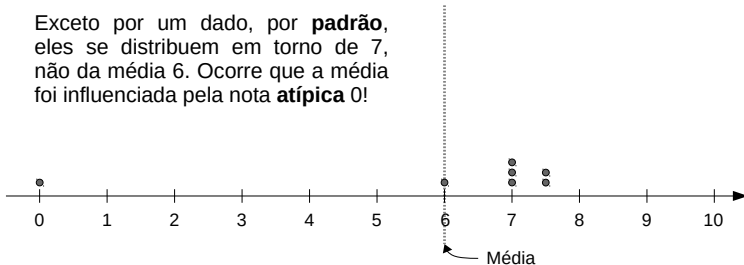 Exceto por um dado, por padrão,
eles se distribuem em torno de 7,
não da média 6. Ocorre que a média
foi influenciada pela nota atípica 0!
0 1 2 3 4 5 6 7 8 9 10
Média